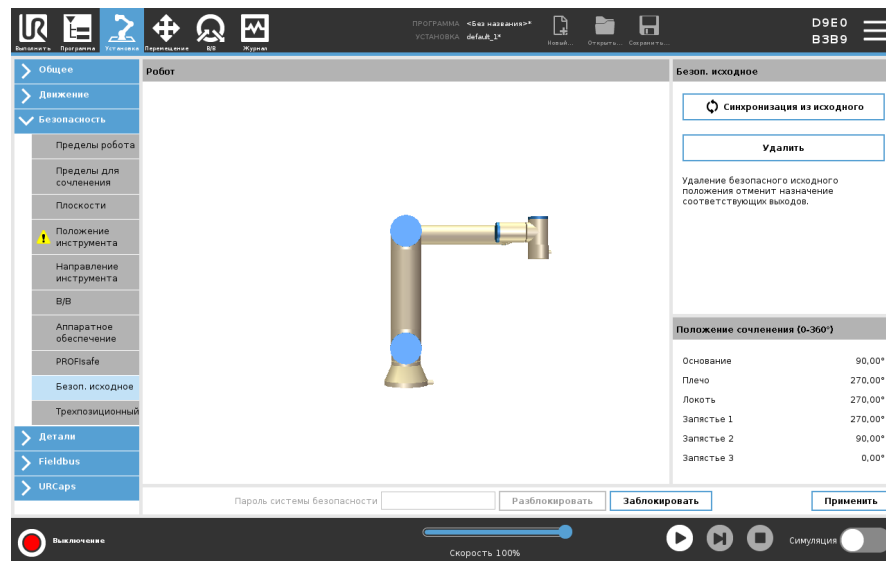 ПРОГРАММА <Без названия>*
УСТАНОВКА default_1*
Выполнить Программа Установка Перемещение В/В Журнал
Новый... Открыть... Сохранить...
D9E0
B3B9
Общее
Движение
Безопасность
Пределы робота
Пределы для
сочленения
Плоскости
Положение
инструмента
Направление
инструмента
В/В
Аппаратное
обеспечение
PROFIsafe
Безоп. исходное
Трехпозиционный
Детали
Fieldbus
URCaps
Робот
Безоп. исходное
Синхронизация из исходного
Удалить
Удаление безопасного исходного
положения отменит назначение
соответствующих выходов.
Положение сочленения (0-360°)
Основание 90,00°
Плечо 270,00°
Локоть 270,00°
Запястье 1 270,00°
Запястье 2 90,00°
Запястье 3 0,00°
Пароль системы безопасности Разблокировать Заблокировать Применить
Выключение
Скорость 100%
Симуляция